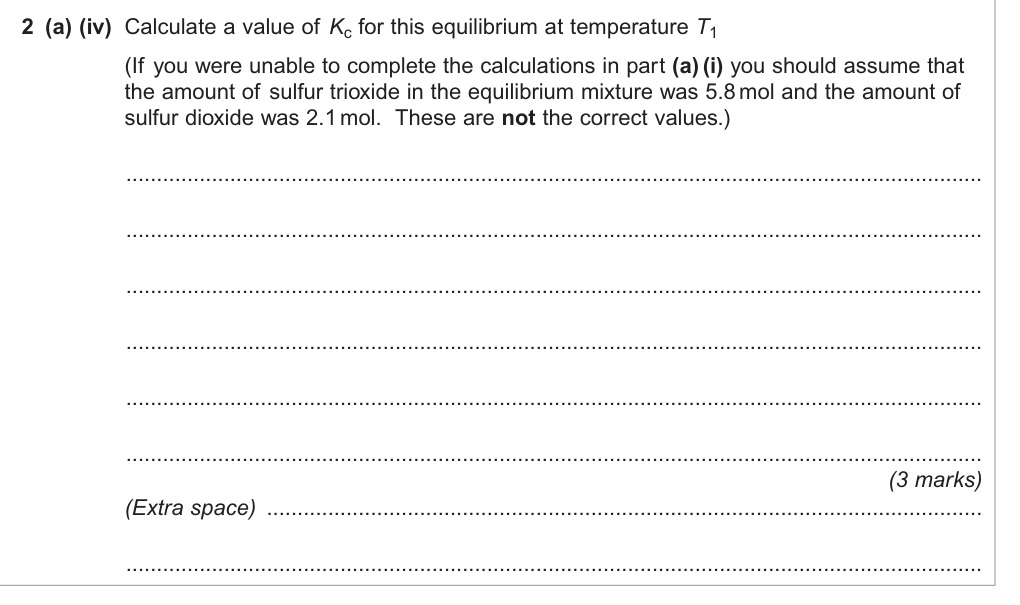 2 (a) (iv) Calculate a value of Kc for this equilibrium at temperature T1
(If you were unable to complete the calculations in part (a)(i) you should assume that
the amount of sulfur trioxide in the equilibrium mixture was 5.8 mol and the amount of
sulfur dioxide was 2.1 mol. These are not the correct values.)
(3 marks)
(Extra space)